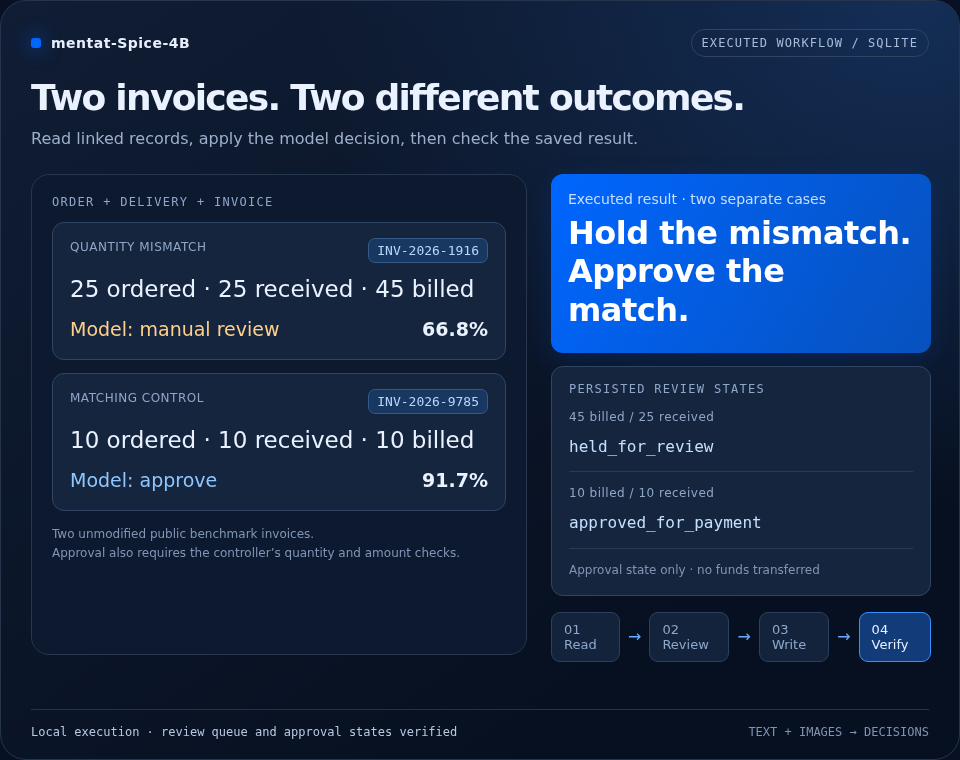 mentat-Spice-4B
EXECUTED WORKFLOW / SQLITE
Two invoices. Two different outcomes.
Read linked records, apply the model decision, then check the saved result.
ORDER + DELIVERY + INVOICE
QUANTITY MISMATCH
INV-2026-1916
25 ordered · 25 received · 45 billed
Model: manual review
66.8%
MATCHING CONTROL
INV-2026-9785
10 ordered · 10 received · 10 billed
Model: approve
91.7%
Two unmodified public benchmark invoices.
Approval also requires the controller’s quantity and amount checks.
Executed result · two separate cases
Hold the mismatch.
Approve the
match.
PERSISTED REVIEW STATES
45 billed / 25 received
held_for_review
10 billed / 10 received
approved_for_payment
Approval state only · no funds transferred
01
Read
→
02
Review
→
03
Write
→
04
Verify
Local execution · review queue and approval states verified
TEXT + IMAGES → DECISIONS